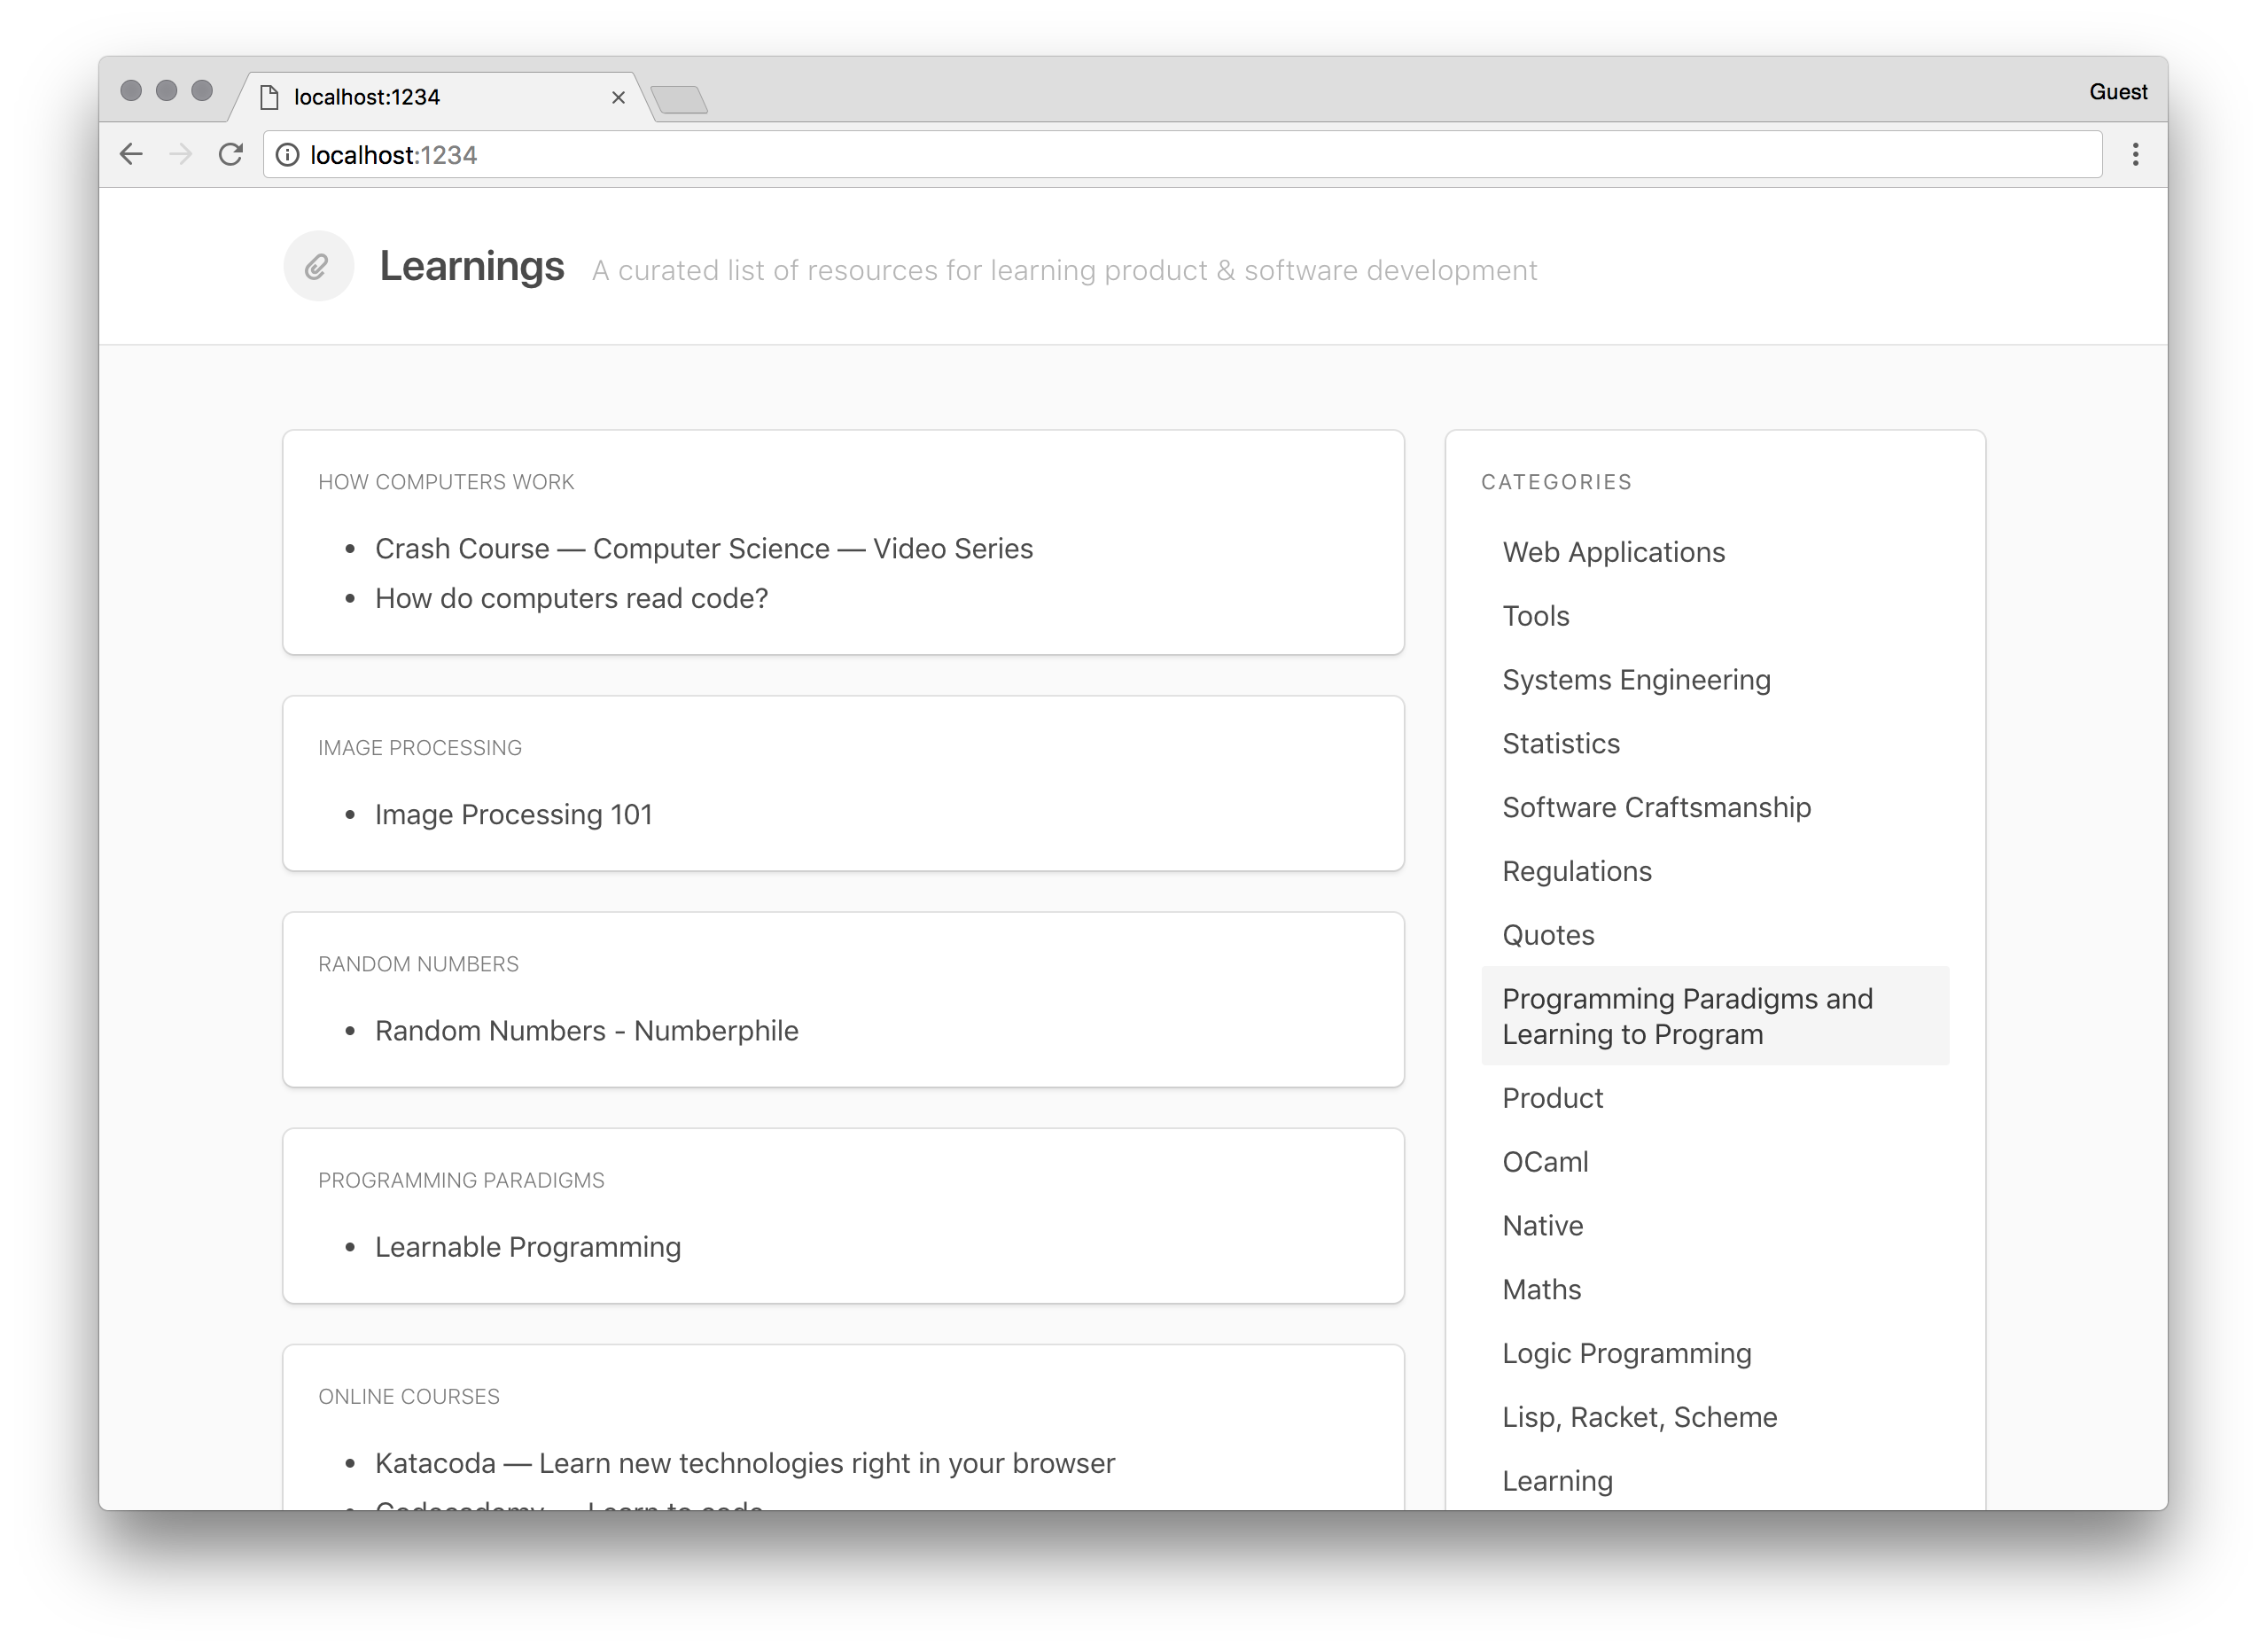 localhost:1234
Guest
localhost:1234
Learnings A curated list of resources for learning product & software development
HOW COMPUTERS WORK
• Crash Course — Computer Science — Video Series
• How do computers read code?
IMAGE PROCESSING
• Image Processing 101
RANDOM NUMBERS
• Random Numbers - Numberphile
PROGRAMMING PARADIGMS
• Learnable Programming
ONLINE COURSES
• Katacoda — Learn new technologies right in your browser
• Codecademy — Learn to code
CATEGORIES
Web Applications
Tools
Systems Engineering
Statistics
Software Craftsmanship
Regulations
Quotes
Programming Paradigms and
Learning to Program
Product
OCaml
Native
Maths
Logic Programming
Lisp, Racket, Scheme
Learning